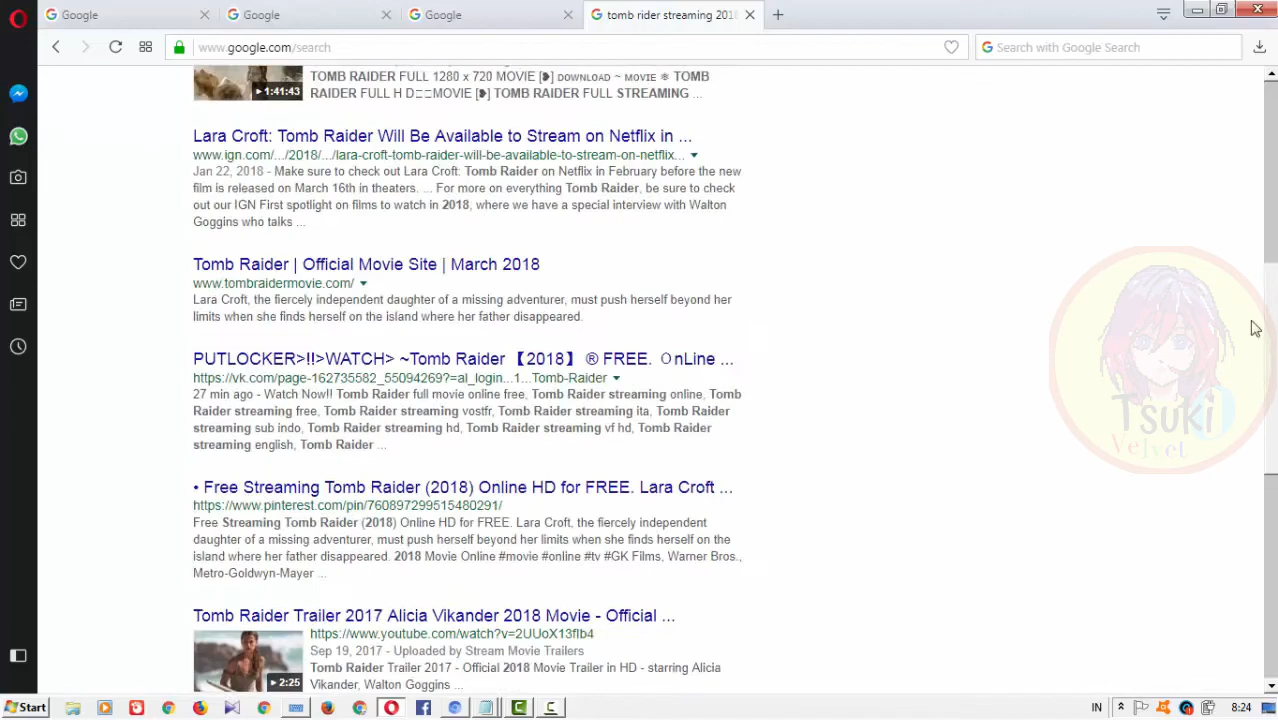 Google
Google
Google
tomb rider streaming 2018
www.google.com/search
Search with Google Search
TOMB RAIDER FULL 1280 x 720 MOVIE [❥] ᴅᴏᴡɴʟᴏᴀᴅ ~ ᴍᴏᴠɪᴇ ❄ TOMB
1:41:43
RAIDER FULL H D⊐⊐MOVIE [❥] TOMB RAIDER FULL STREAMING ...
Lara Croft: Tomb Raider Will Be Available to Stream on Netflix in ...
www.ign.com/.../2018/.../lara-croft-tomb-raider-will-be-available-to-stream-on-netflix...
Jan 22, 2018 - Make sure to check out Lara Croft: Tomb Raider on Netflix in February before the new
film is released on March 16th in theaters. ... For more on everything Tomb Raider, be sure to check
out our IGN First spotlight on films to watch in 2018, where we have a special interview with Walton
Goggins who talks ...
Tomb Raider | Official Movie Site | March 2018
www.tombraidermovie.com/
Lara Croft, the fiercely independent daughter of a missing adventurer, must push herself beyond her
limits when she finds herself on the island where her father disappeared.
PUTLOCKER>!!>WATCH> ~Tomb Raider 【2018】 ® FREE. OnLine ...
https://vk.com/page-162735582_55094269?=al_login...1...Tomb-Raider
27 min ago - Watch Now!! Tomb Raider full movie online free, Tomb Raider streaming online, Tomb
Raider streaming free, Tomb Raider streaming vostfr, Tomb Raider streaming ita, Tomb Raider
streaming sub indo, Tomb Raider streaming hd, Tomb Raider streaming vf hd, Tomb Raider
streaming english, Tomb Raider ...
• Free Streaming Tomb Raider (2018) Online HD for FREE. Lara Croft ...
https://www.pinterest.com/pin/760897299515480291/
Free Streaming Tomb Raider (2018) Online HD for FREE. Lara Croft, the fiercely independent
daughter of a missing adventurer, must push herself beyond her limits when she finds herself on the
island where her father disappeared. 2018 Movie Online #movie #online #tv #GK Films, Warner Bros.,
Metro-Goldwyn-Mayer ...
Tomb Raider Trailer 2017 Alicia Vikander 2018 Movie - Official ...
https://www.youtube.com/watch?v=2UUoX13fIb4
Sep 19, 2017 - Uploaded by Stream Movie Trailers
Tomb Raider Trailer 2017 - Official 2018 Movie Trailer in HD - starring Alicia
2:25
Vikander, Walton Goggins ...
Tsuki
Velvet
Start
IN
8:24